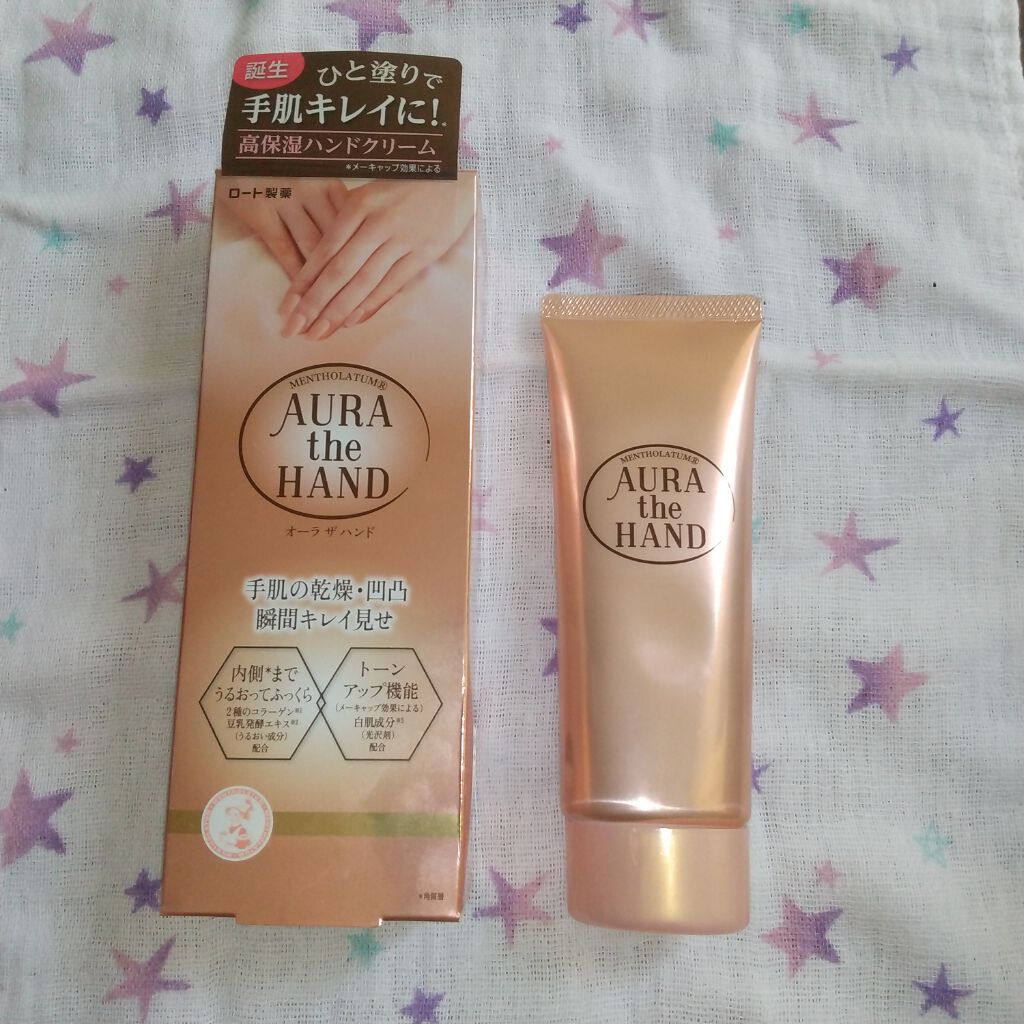 誕生
ひと塗りで
手肌キレイに!*
高保湿ハンドクリーム
*メーキャップ効果による
ロート製薬
MENTHOLATUM®
AURA
the
HAND
オーラ ザ ハンド
手肌の乾燥・凹凸
瞬間キレイ見せ
内側*まで
うるおってふっくら
2種のコラーゲン※1
豆乳発酵エキス※2
(うるおい成分)
配合
トーン
アップ機能
(メーキャップ効果による)
白肌成分※3
(光沢剤)
配合
*角質層
MENTHOLATUM®
AURA
the
HAND